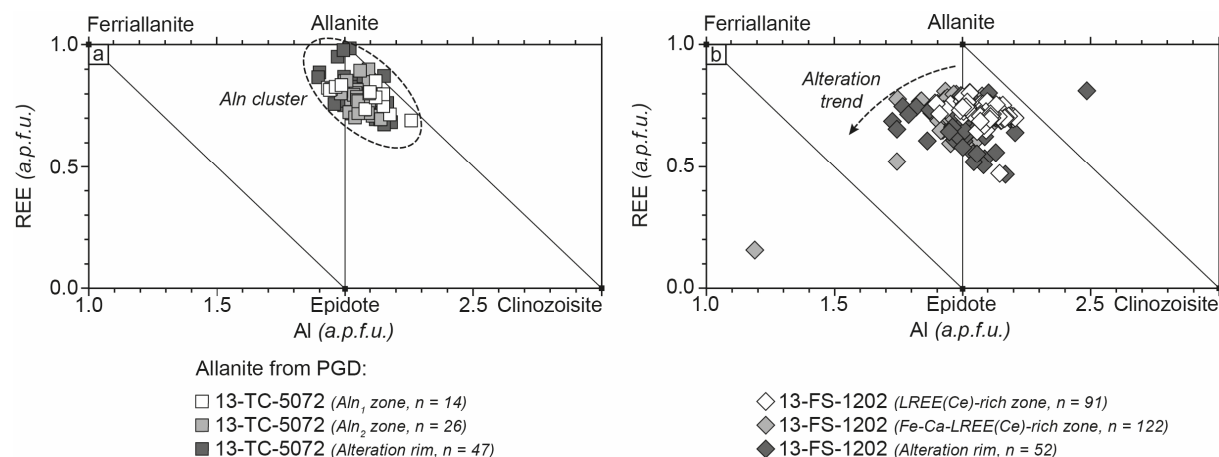 Ferriallanite Allanite
1.0
a
Aln cluster
REE (a.p.f.u.)
0.5
0.0
1.0 1.5 Epidote 2.5 Clinozoisite
Al (a.p.f.u.)
Ferriallanite Allanite
1.0
b
Alteration
trend
REE (a.p.f.u.)
0.5
0.0
1.0 1.5 Epidote 2.5 Clinozoisite
Al (a.p.f.u.)
Allanite from PGD:
13-TC-5072 (Aln₁ zone, n = 14)
13-TC-5072 (Aln₂ zone, n = 26)
13-TC-5072 (Alteration rim, n = 47)
13-FS-1202 (LREE(Ce)-rich zone, n = 91)
13-FS-1202 (Fe-Ca-LREE(Ce)-rich zone, n = 122)
13-FS-1202 (Alteration rim, n = 52)